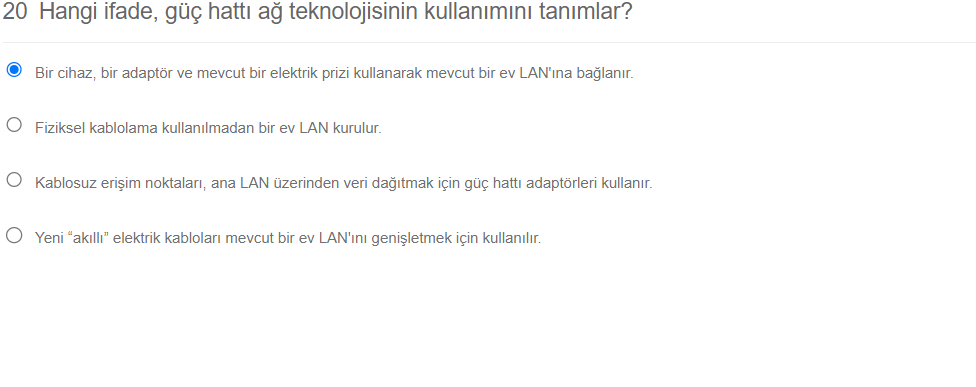 20 Hangi ifade, güç hattı ağ teknolojisinin kullanımını tanımlar?
Bir cihaz, bir adaptör ve mevcut bir elektrik prizi kullanarak mevcut bir ev LAN'ına bağlanır.
Fiziksel kablolama kullanılmadan bir ev LAN kurulur.
Kablosuz erişim noktaları, ana LAN üzerinden veri dağıtmak için güç hattı adaptörleri kullanır.
Yeni “akıllı” elektrik kabloları mevcut bir ev LAN'ını genişletmek için kullanılır.